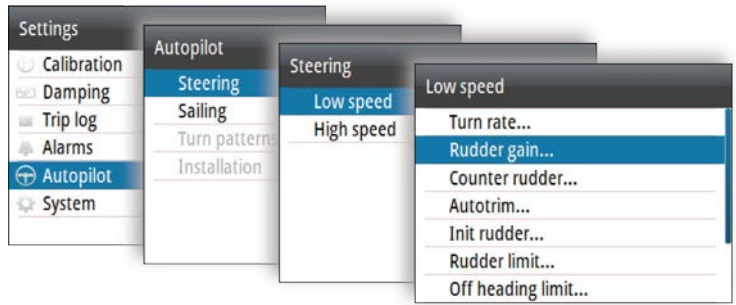 Settings
Calibration
Damping
Trip log
Alarms
Autopilot
System
Autopilot
Steering
Sailing
Turn patterns
Installation
Steering
Low speed
High speed
Low speed
Turn rate...
Rudder gain...
Counter rudder...
Autotrim...
Init rudder...
Rudder limit...
Off heading limit...